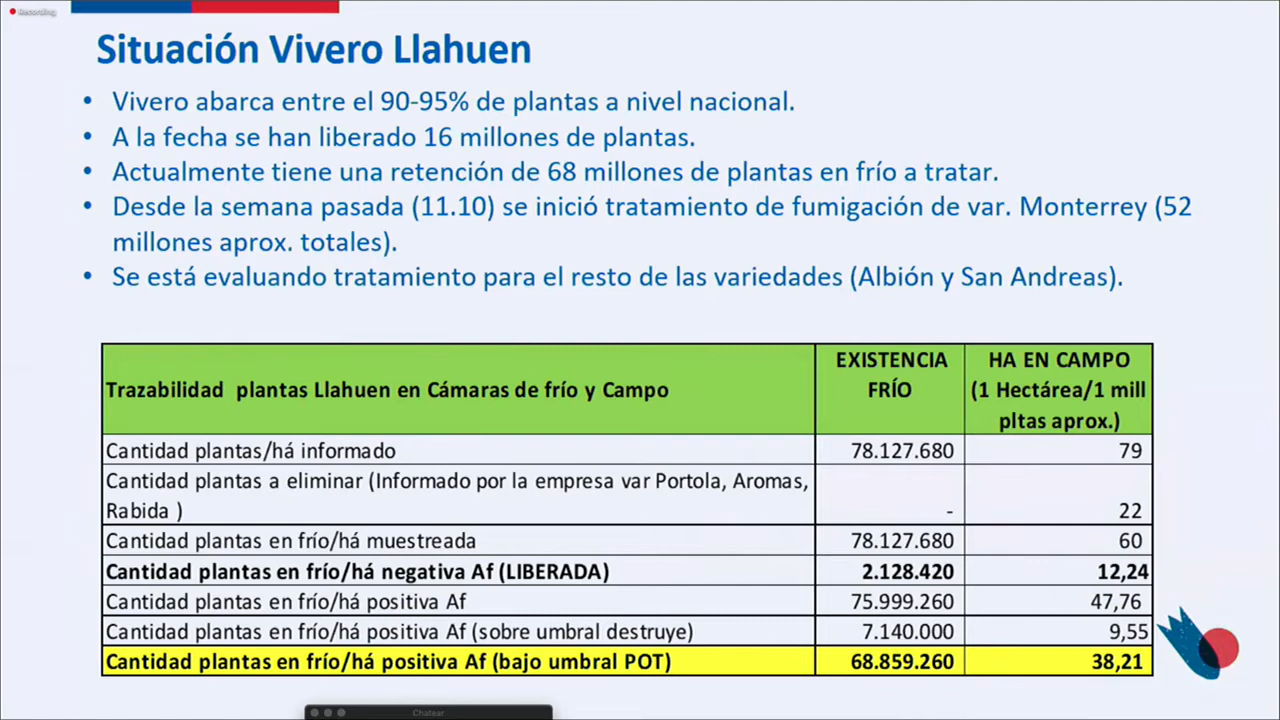 Recording
Situación Vivero Llahuen
• Vivero abarca entre el 90-95% de plantas a nivel nacional.
• A la fecha se han liberado 16 millones de plantas.
• Actualmente tiene una retención de 68 millones de plantas en frío a tratar.
• Desde la semana pasada (11.10) se inició tratamiento de fumigación de var. Monterrey (52
millones aprox. totales).
• Se está evaluando tratamiento para el resto de las variedades (Albión y San Andreas).
Trazabilidad plantas Llahuen en Cámaras de frío y Campo
EXISTENCIA
FRÍO
HA EN CAMPO
(1 Hectárea/1 mill
pltas aprox.)
Cantidad plantas/há informado 78.127.680 79
Cantidad plantas a eliminar (Informado por la empresa var Portola, Aromas,
Rabida ) - 22
Cantidad plantas en frío/há muestreada 78.127.680 60
Cantidad plantas en frío/há negativa Af (LIBERADA) 2.128.420 12,24
Cantidad plantas en frío/há positiva Af 75.999.260 47,76
Cantidad plantas en frío/há positiva Af (sobre umbral destruye) 7.140.000 9,55
Cantidad plantas en frío/há positiva Af (bajo umbral POT) 68.859.260 38,21
Chatear